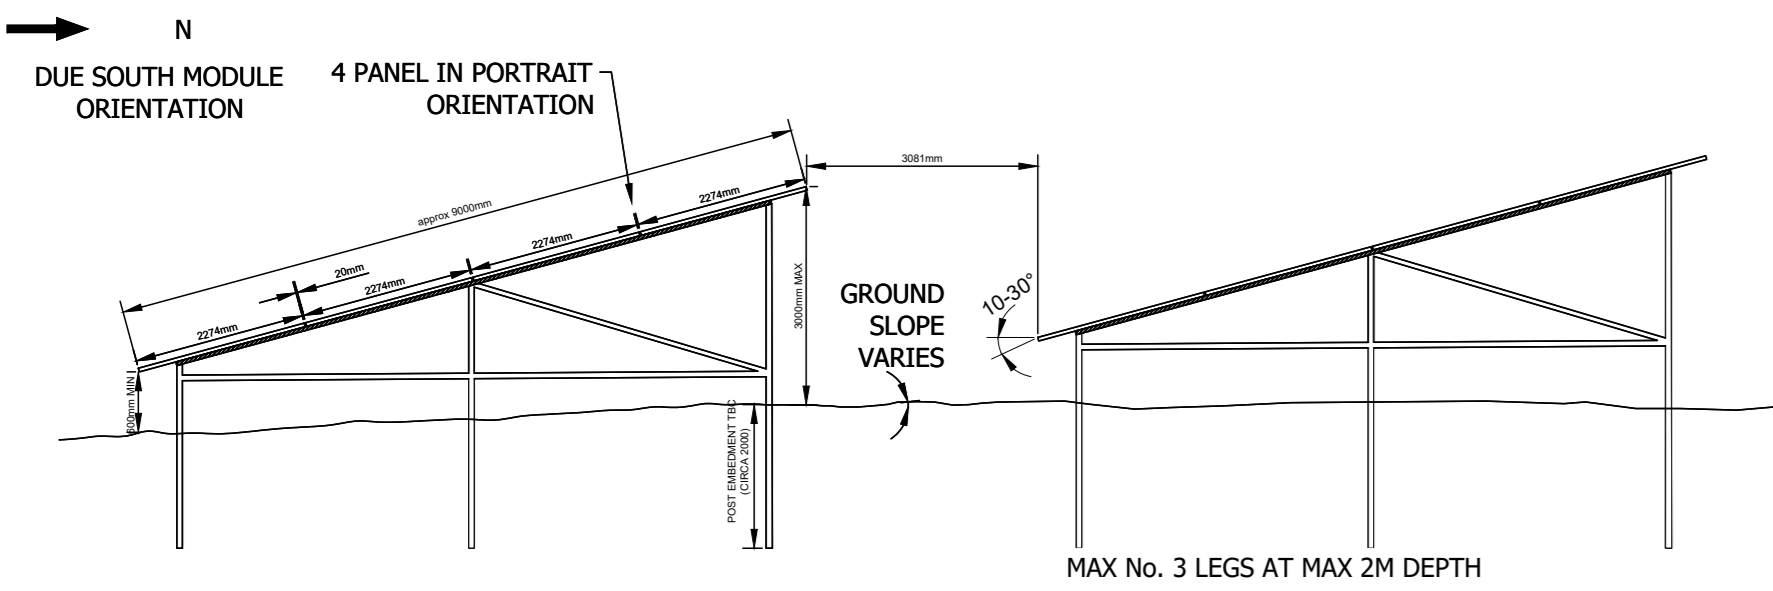 N
DUE SOUTH MODULE
ORIENTATION
4 PANEL IN PORTRAIT
ORIENTATION
approx 9000mm
2274mm
2274mm
20mm
2274mm
2274mm
3081mm
3000mm MAX
600mm MIN
POST EMBEDMENT TBC
(CIRCA 2000)
GROUND
SLOPE
VARIES
10-30°
MAX No. 3 LEGS AT MAX 2M DEPTH